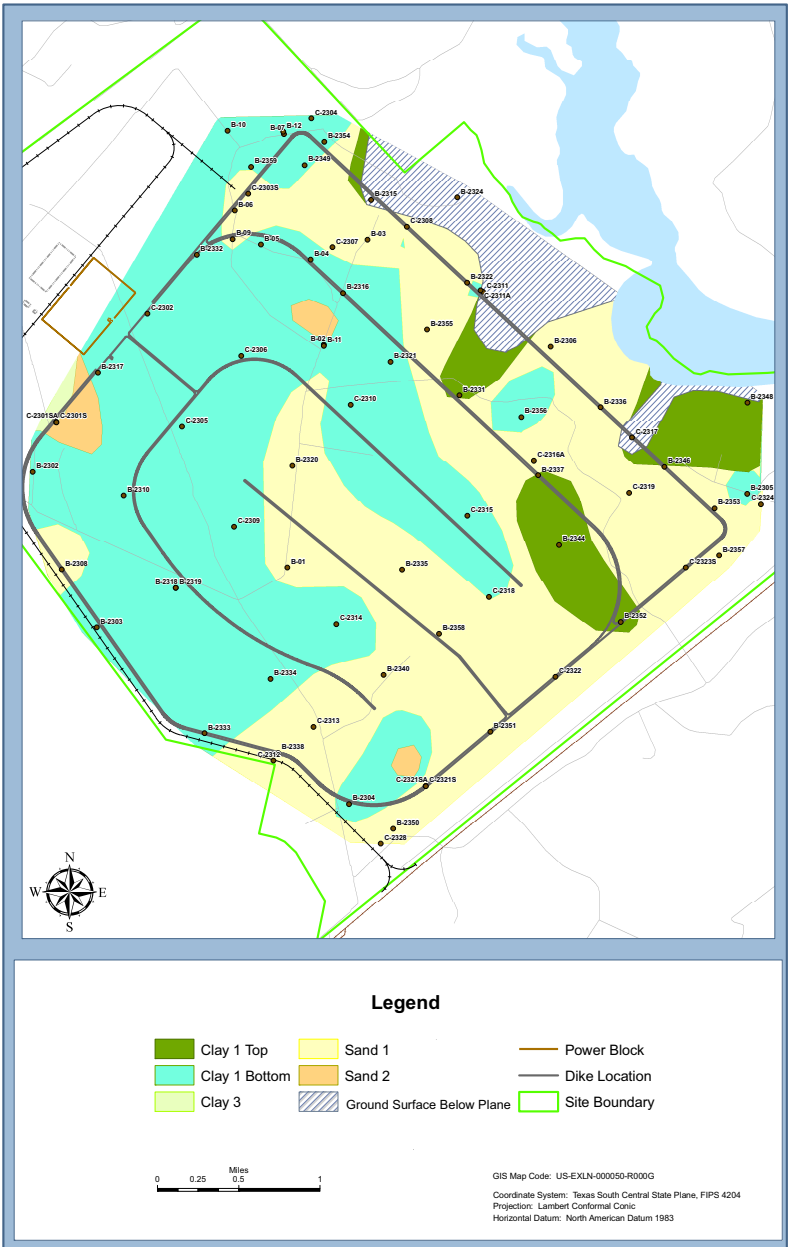 C-2304
B-10
B-07
B-12
B-2354
B-2359
B-2349
C-2303S
B-2315
B-2324
B-06
C-2308
B-09
B-05
C-2307
B-03
B-2332
B-04
B-2322
C-2311
C-2311A
B-2316
C-2302
B-2355
B-02
B-11
B-2306
C-2306
B-2321
B-2317
B-2331
C-2310
B-2336
B-2348
B-2356
C-2301SA
C-2301S
C-2305
C-2317
B-2302
B-2320
C-2316A
B-2337
B-2346
B-2310
C-2319
B-2305
C-2324
B-2353
C-2309
C-2315
B-2344
B-2357
B-2308
B-01
B-2335
C-2323S
B-2318
B-2319
C-2318
B-2303
C-2314
B-2358
B-2352
B-2334
B-2340
C-2322
C-2313
B-2333
B-2351
B-2338
C-2312
C-2321SA
C-2321S
B-2304
B-2350
C-2328
N
W
E
S
Legend
Clay 1 Top
Sand 1
Power Block
Clay 1 Bottom
Sand 2
Dike Location
Clay 3
Ground Surface Below Plane
Site Boundary
Miles
0 0.25 0.5 1
GIS Map Code: US-EXLN-000050-R000G
Coordinate System: Texas South Central State Plane, FIPS 4204
Projection: Lambert Conformal Conic
Horizontal Datum: North American Datum 1983